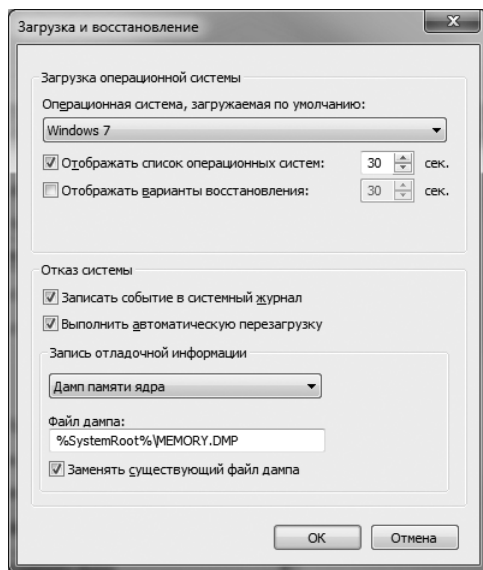 Загрузка и восстановление
Загрузка операционной системы
Операционная система, загружаемая по умолчанию:
Windows 7
Отображать список операционных систем: 30 сек.
Отображать варианты восстановления: 30 сек.
Отказ системы
Записать событие в системный журнал
Выполнить автоматическую перезагрузку
Запись отладочной информации
Дамп памяти ядра
Файл дампа:
%SystemRoot%\MEMORY.DMP
Заменять существующий файл дампа
ОК Отмена